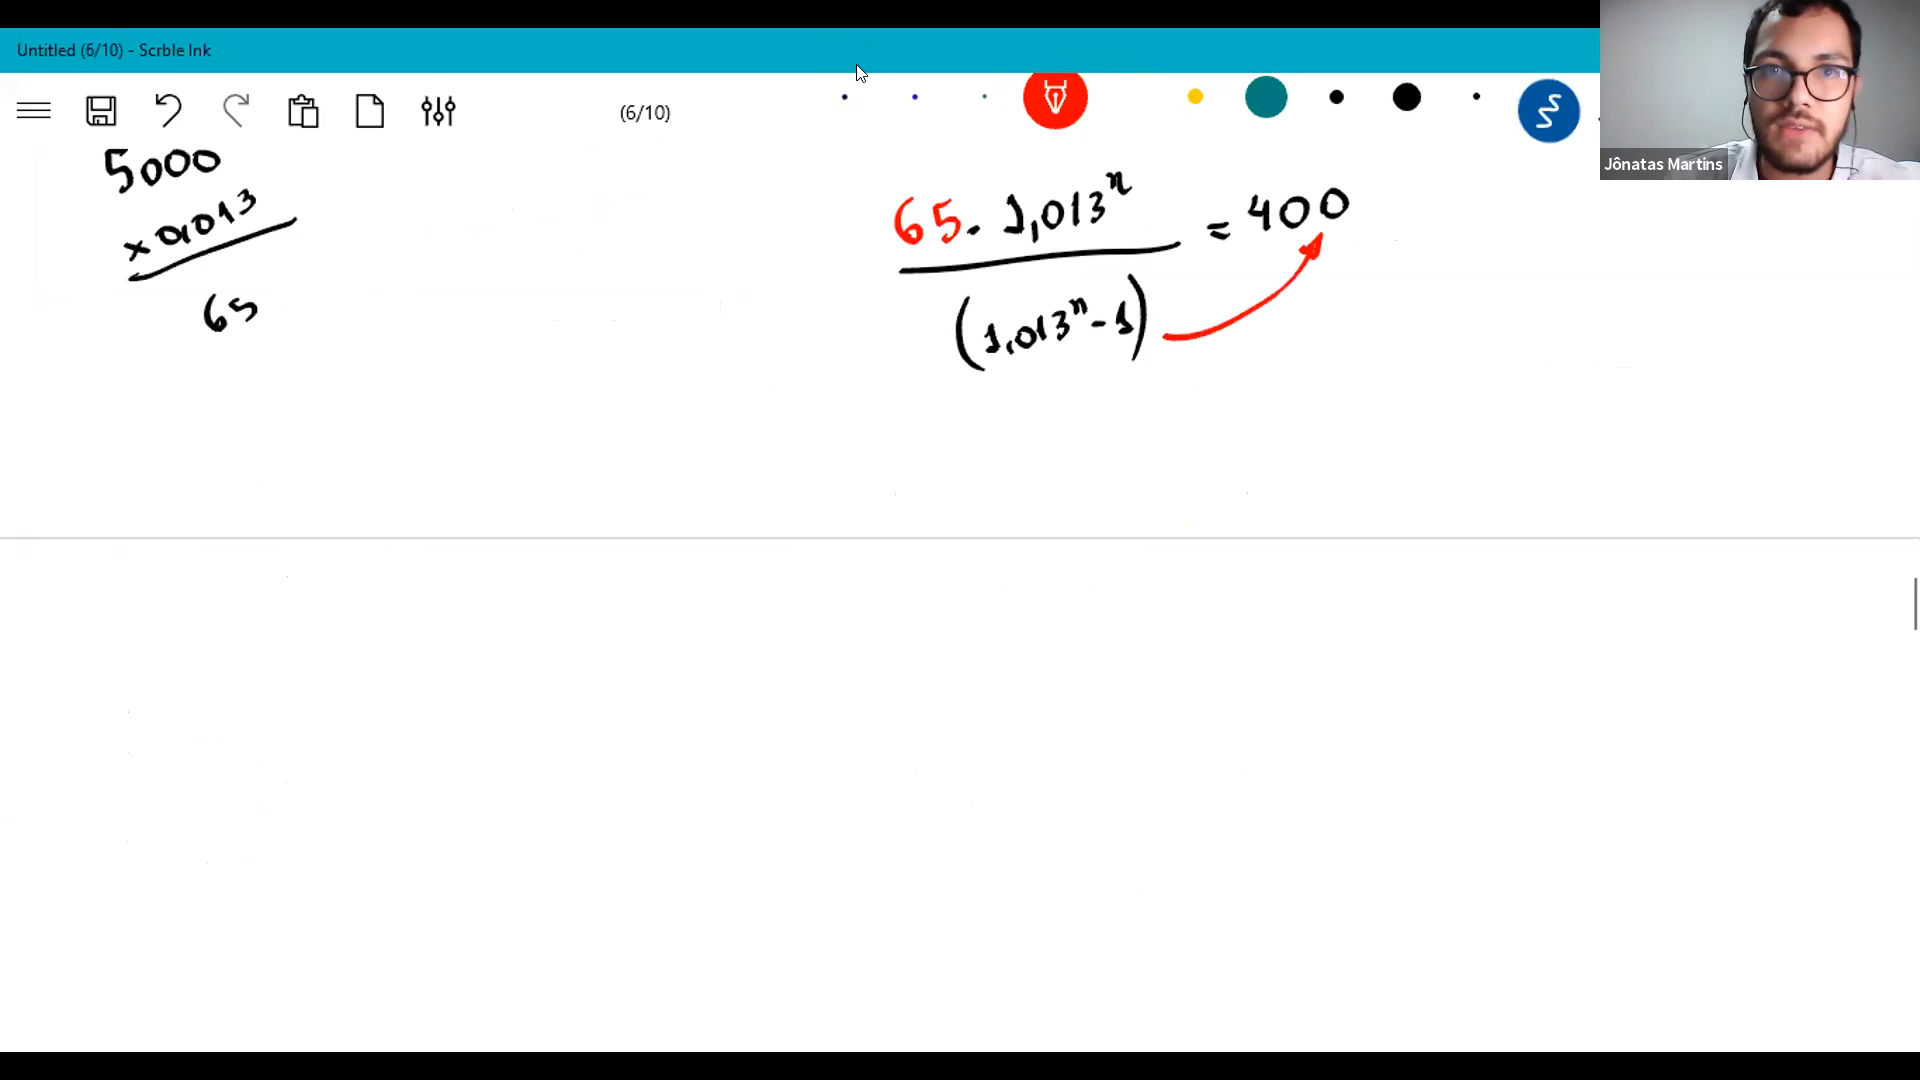 Untitled (6/10) - Scrble Ink
(6/10)
Jônatas Martins
5000
x 0,013
65
65 . 1,013ⁿ
= 400
(1,013ⁿ - 1)